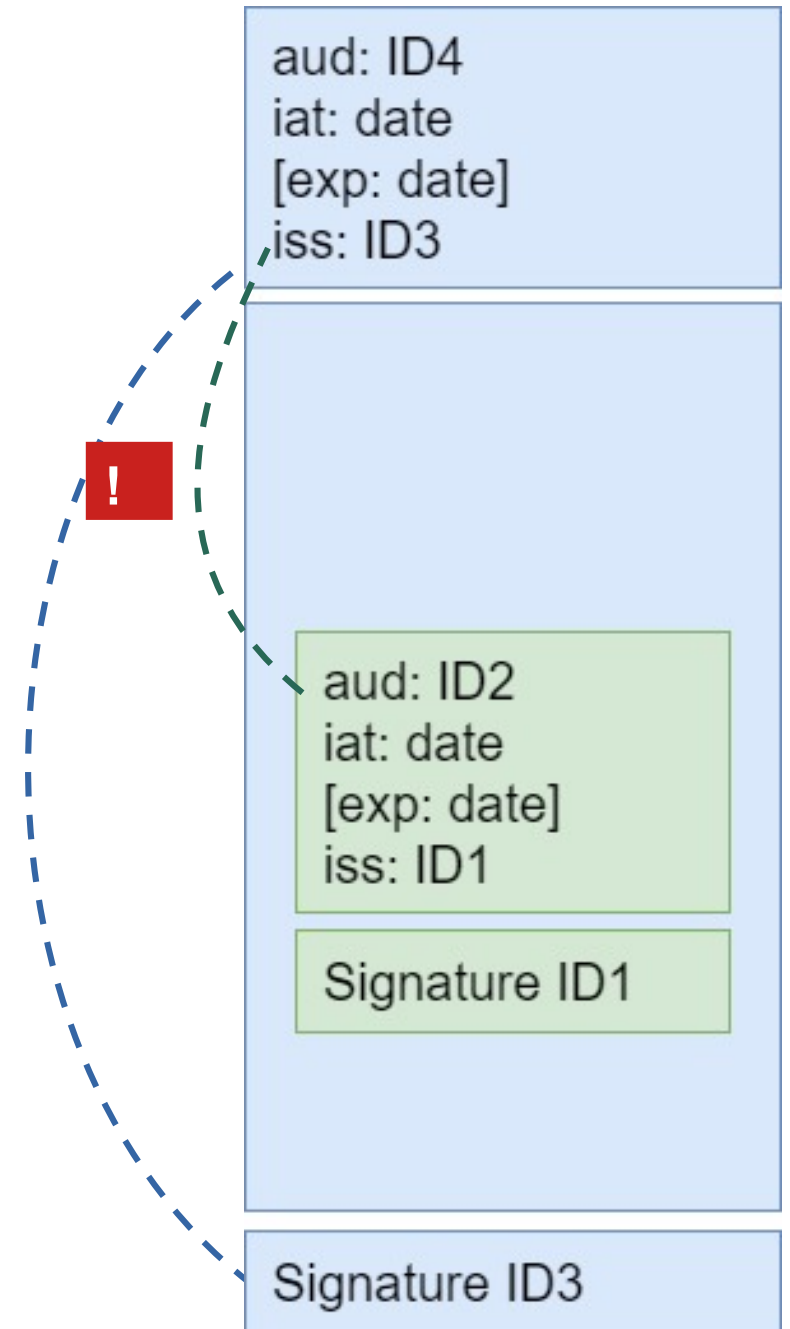 aud: ID4
iat: date
[exp: date]
iss: ID3
!
aud: ID2
iat: date
[exp: date]
iss: ID1
Signature ID1
Signature ID3